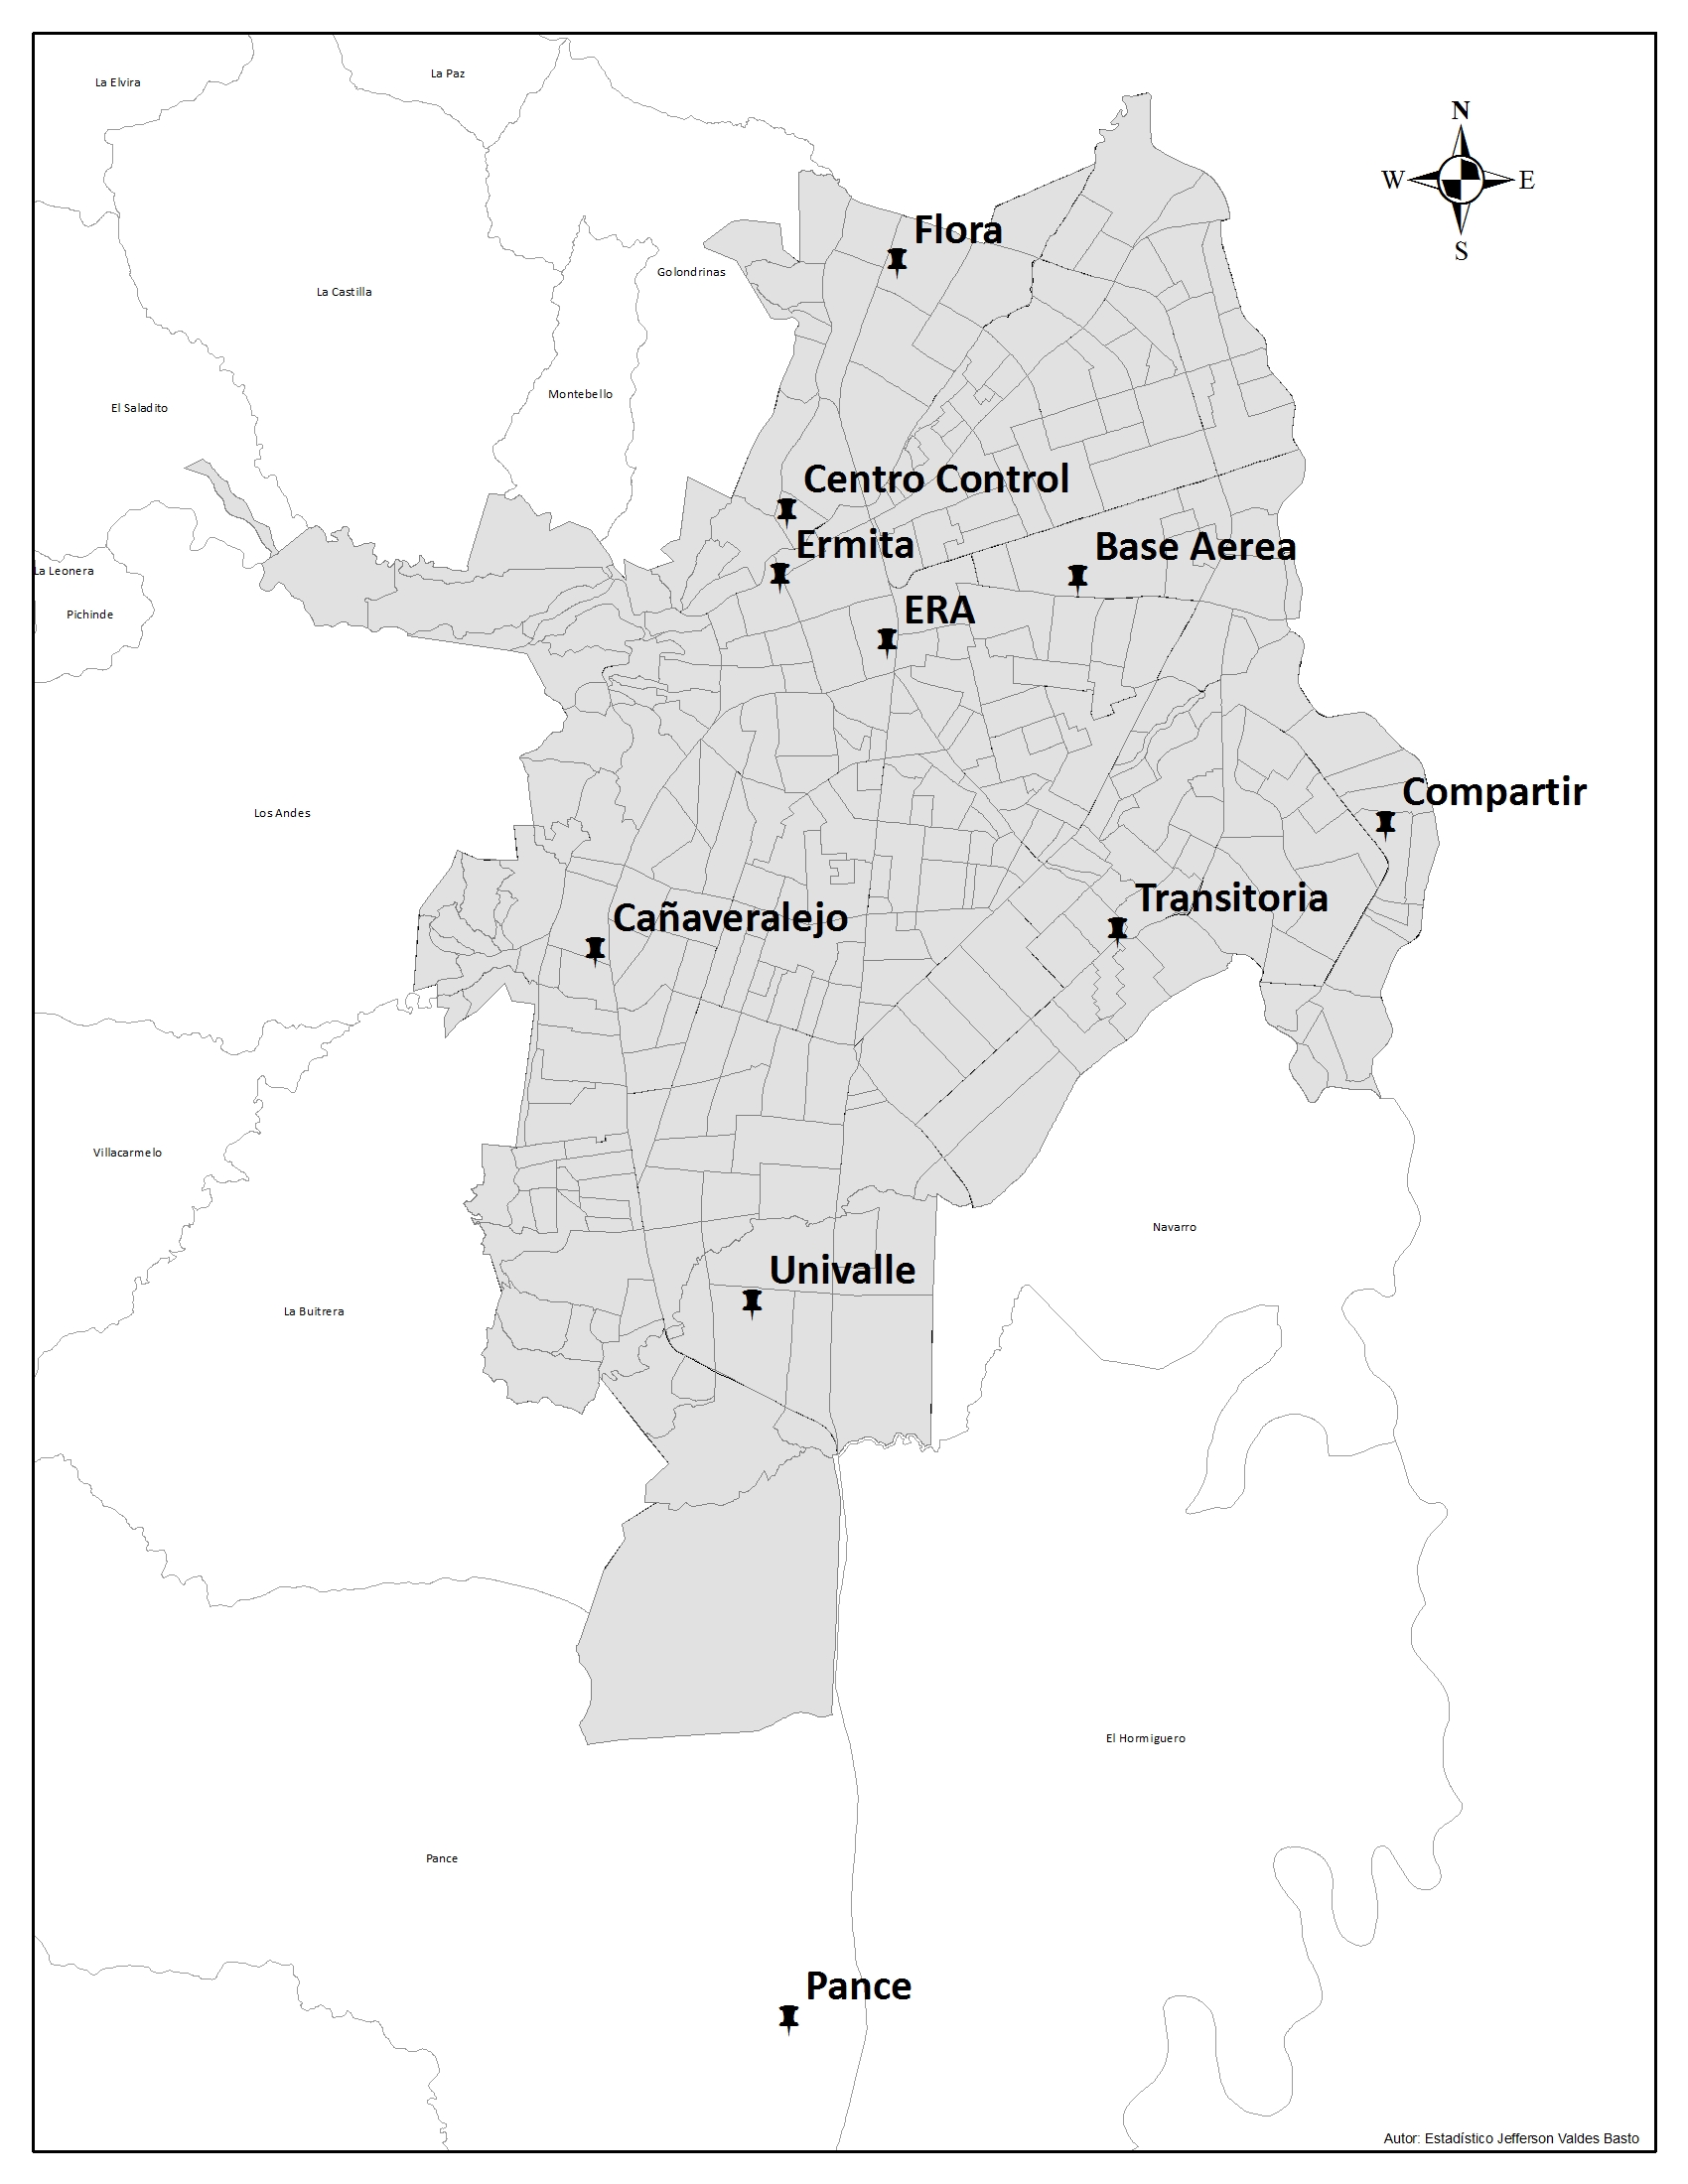 La Paz
La Elvira
N
W
E
S
Flora
Golondrinas
La Castilla
Montebello
El Saladito
Centro Control
Ermita
Base Aerea
La Leonera
ERA
Pichinde
Compartir
Los Andes
Transitoria
Cañaveralejo
Villacarmelo
Navarro
Univalle
La Buitrera
El Hormiguero
Pance
Pance
Autor: Estadístico Jefferson Valdes Basto